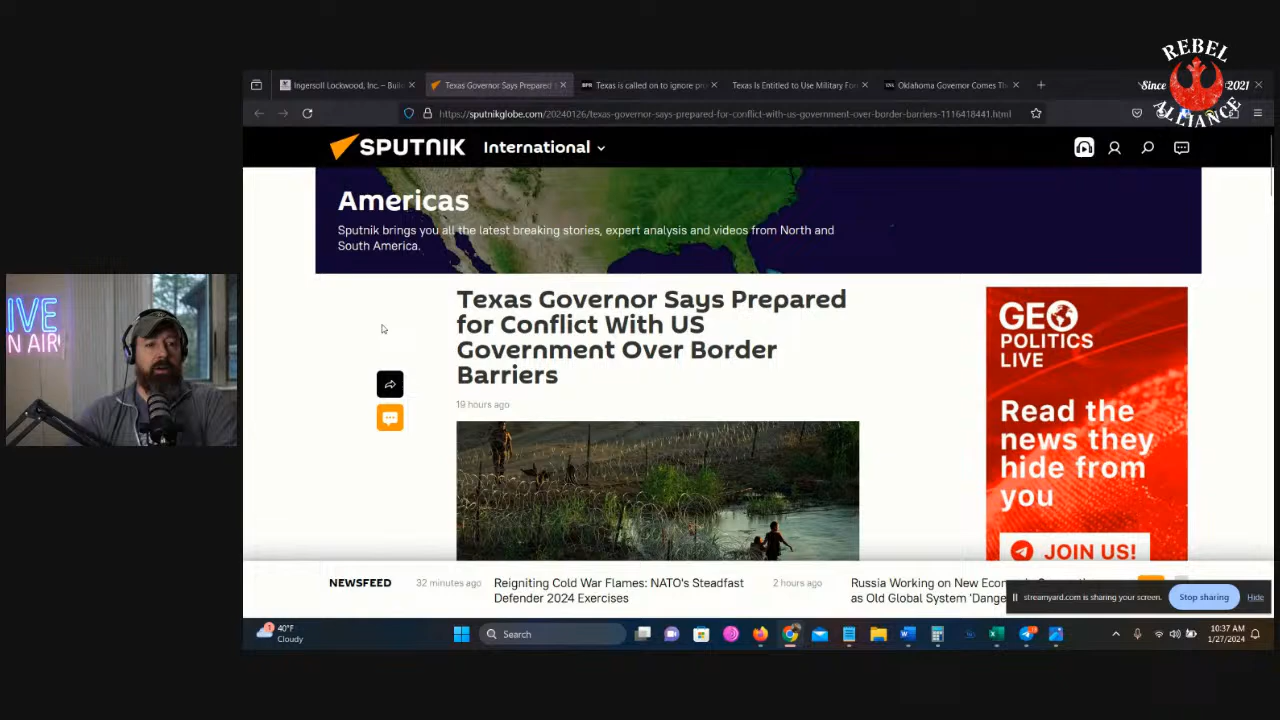 REBEL
ALLIANCE
Since 2021
Ingersoll Lockwood, Inc. – Buil
Texas Governor Says Prepared
Texas is called on to ignore pr
Texas Is Entitled to Use Military For
Oklahoma Governor Comes Th
https://sputnikglobe.com/20240126/texas-governor-says-prepared-for-conflict-with-us-government-over-border-barriers-1116418441.html
SPUTNIK International
Americas
Sputnik brings you all the latest breaking stories, expert analysis and videos from North and
South America.
Texas Governor Says Prepared
for Conflict With US
Government Over Border
Barriers
19 hours ago
GEO
POLITICS
LIVE
Read the
news they
hide from
you
JOIN US!
IVE
N AIR
NEWSFEED
32 minutes ago
Reigniting Cold War Flames: NATO's Steadfast
Defender 2024 Exercises
2 hours ago
Russia Working on New
as Old Global System 'Dange
streamyard.com is sharing your screen.
Stop sharing
Hide
40°F
Cloudy
Search
10:37 AM
1/27/2024